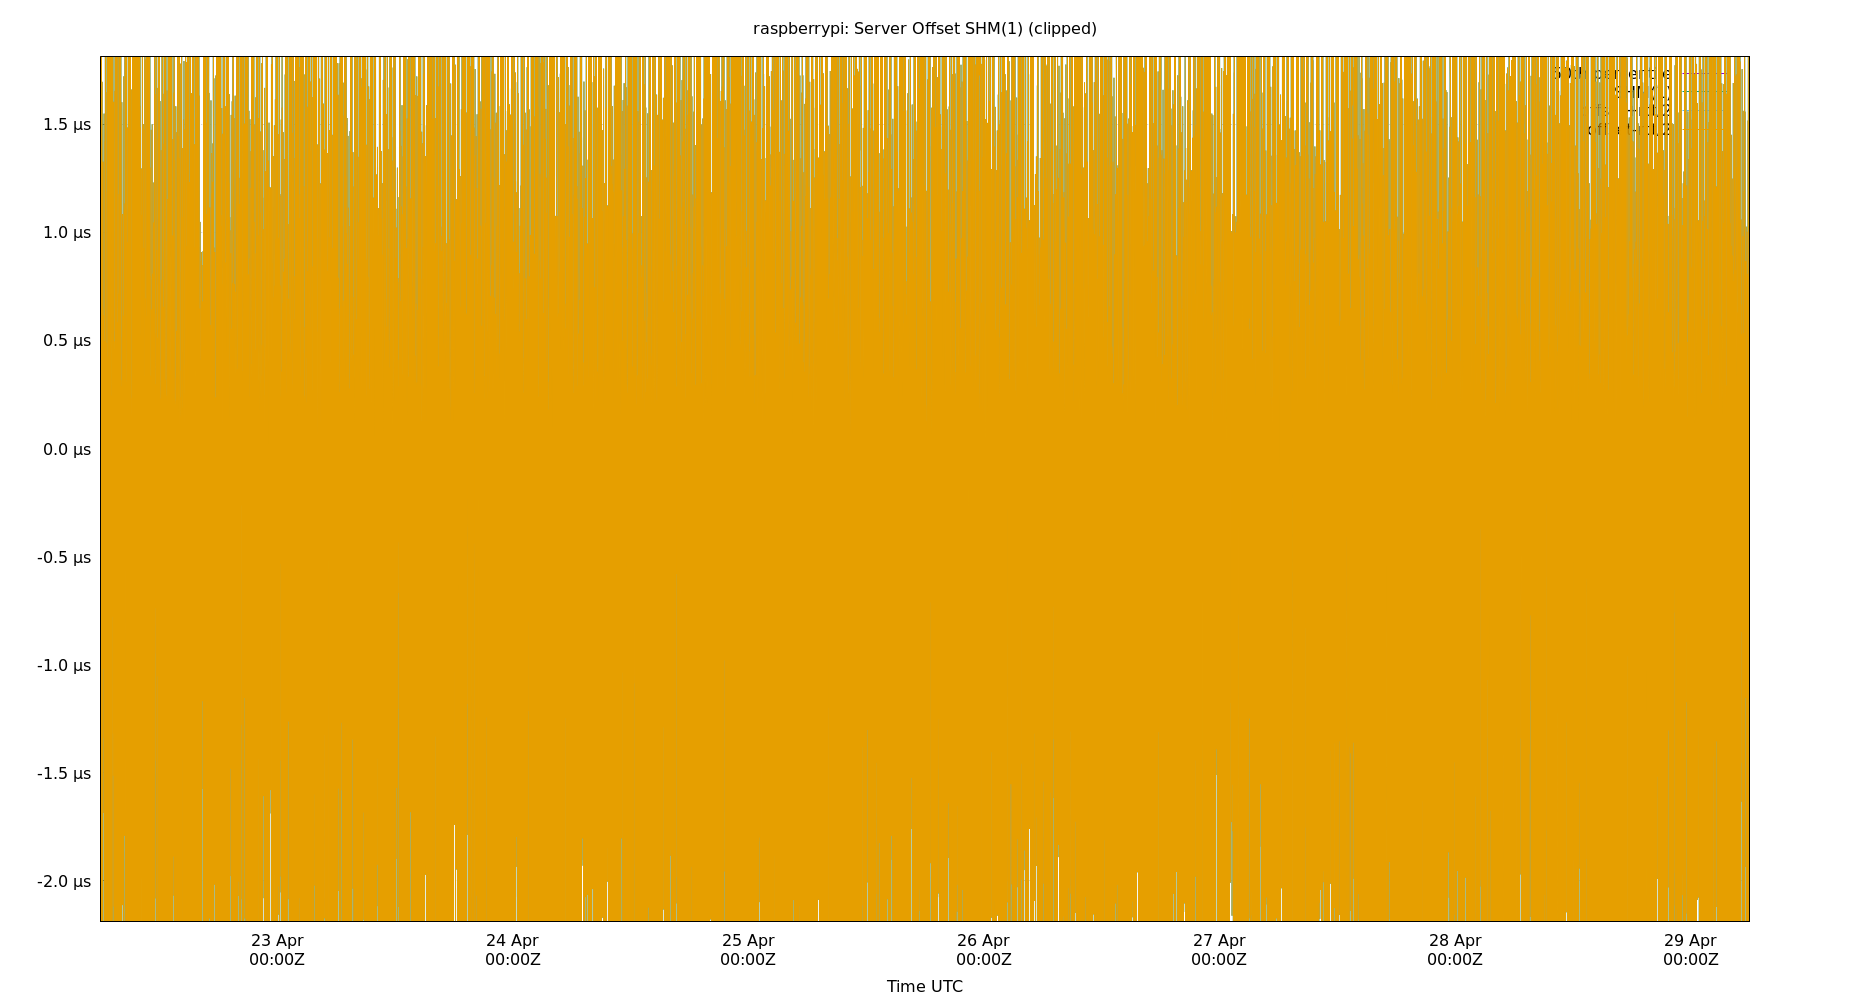 raspberrypi: Server Offset SHM(1) (clipped)
1.5 µs
1.0 µs
0.5 µs
0.0 µs
-0.5 µs
-1.0 µs
-1.5 µs
-2.0 µs
23 Apr 24 Apr 25 Apr 26 Apr 27 Apr 28 Apr 29 Apr
00:00Z 00:00Z 00:00Z 00:00Z 00:00Z 00:00Z 00:00Z
Time UTC